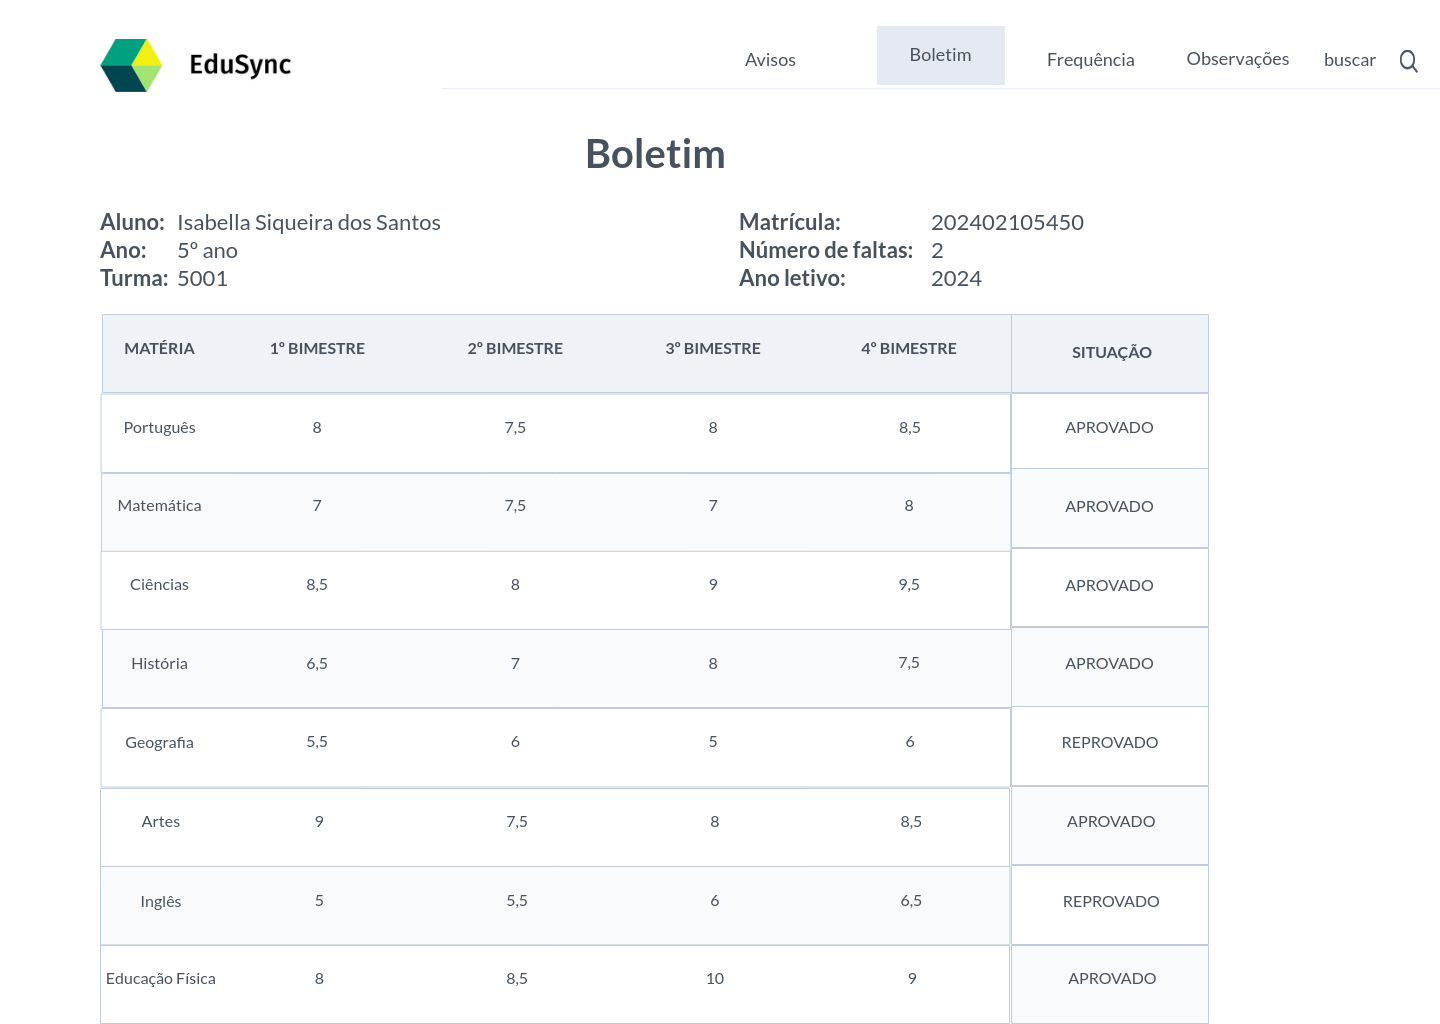 EduSync
Avisos Boletim Frequência Observações buscar
Boletim
Aluno: Isabella Siqueira dos Santos Matrícula: 202402105450
Ano: 5º ano Número de faltas: 2
Turma: 5001 Ano letivo: 2024
MATÉRIA 1º BIMESTRE 2º BIMESTRE 3º BIMESTRE 4º BIMESTRE SITUAÇÃO
Português 8 7,5 8 8,5 APROVADO
Matemática 7 7,5 7 8 APROVADO
Ciências 8,5 8 9 9,5 APROVADO
História 6,5 7 8 7,5 APROVADO
Geografia 5,5 6 5 6 REPROVADO
Artes 9 7,5 8 8,5 APROVADO
Inglês 5 5,5 6 6,5 REPROVADO
Educação Física 8 8,5 10 9 APROVADO